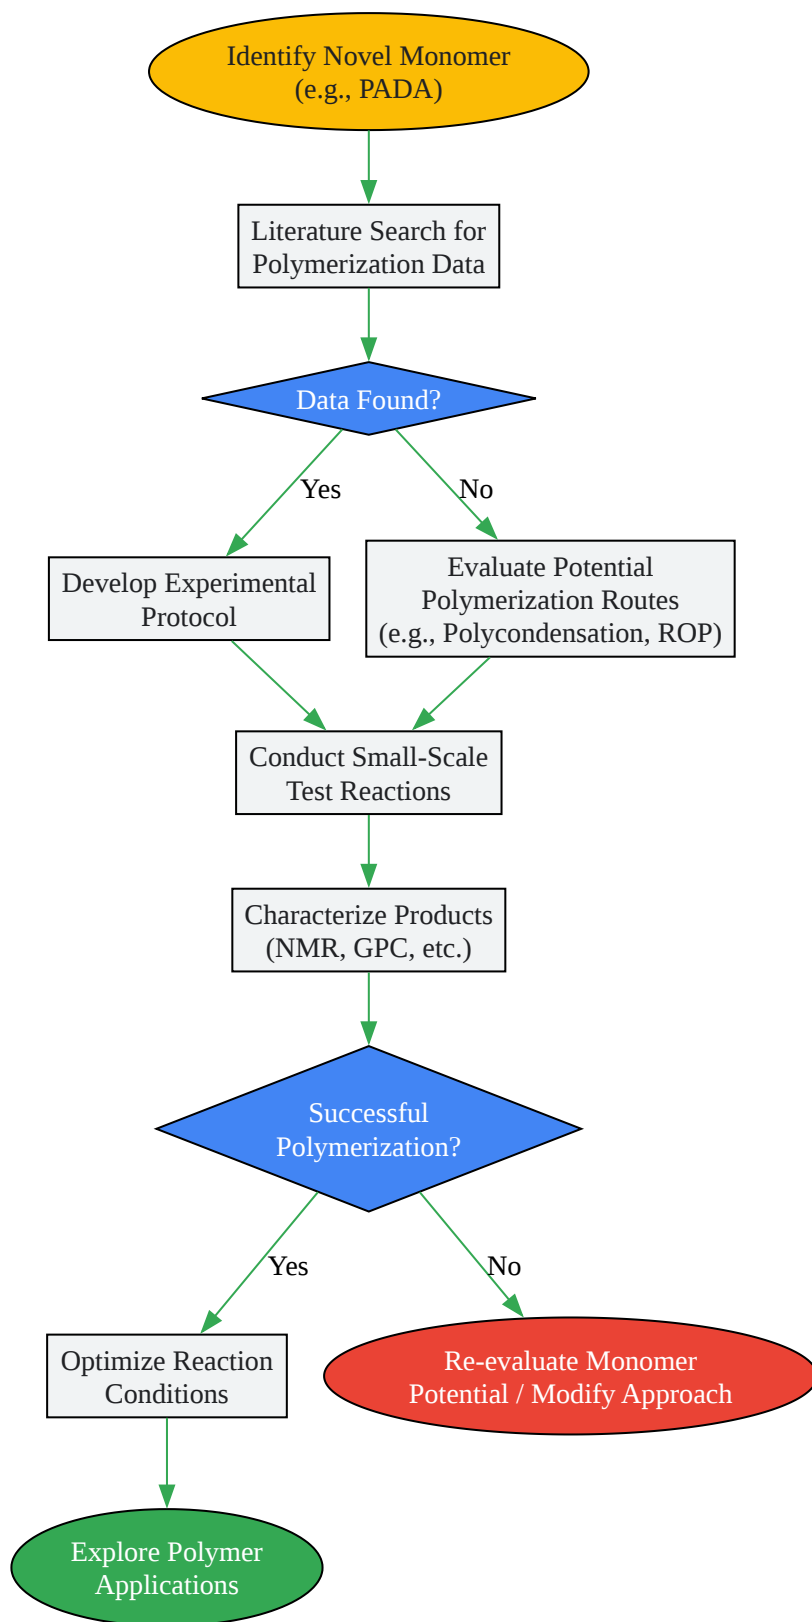 Identify Novel Monomer
(e.g., PADA)
Literature Search for
Polymerization Data
Data Found?
Yes
No
Develop Experimental
Protocol
Evaluate Potential
Polymerization Routes
(e.g., Polycondensation, ROP)
Conduct Small-Scale
Test Reactions
Characterize Products
(NMR, GPC, etc.)
Successful
Polymerization?
Yes
No
Optimize Reaction
Conditions
Re-evaluate Monomer
Potential / Modify Approach
Explore Polymer
Applications